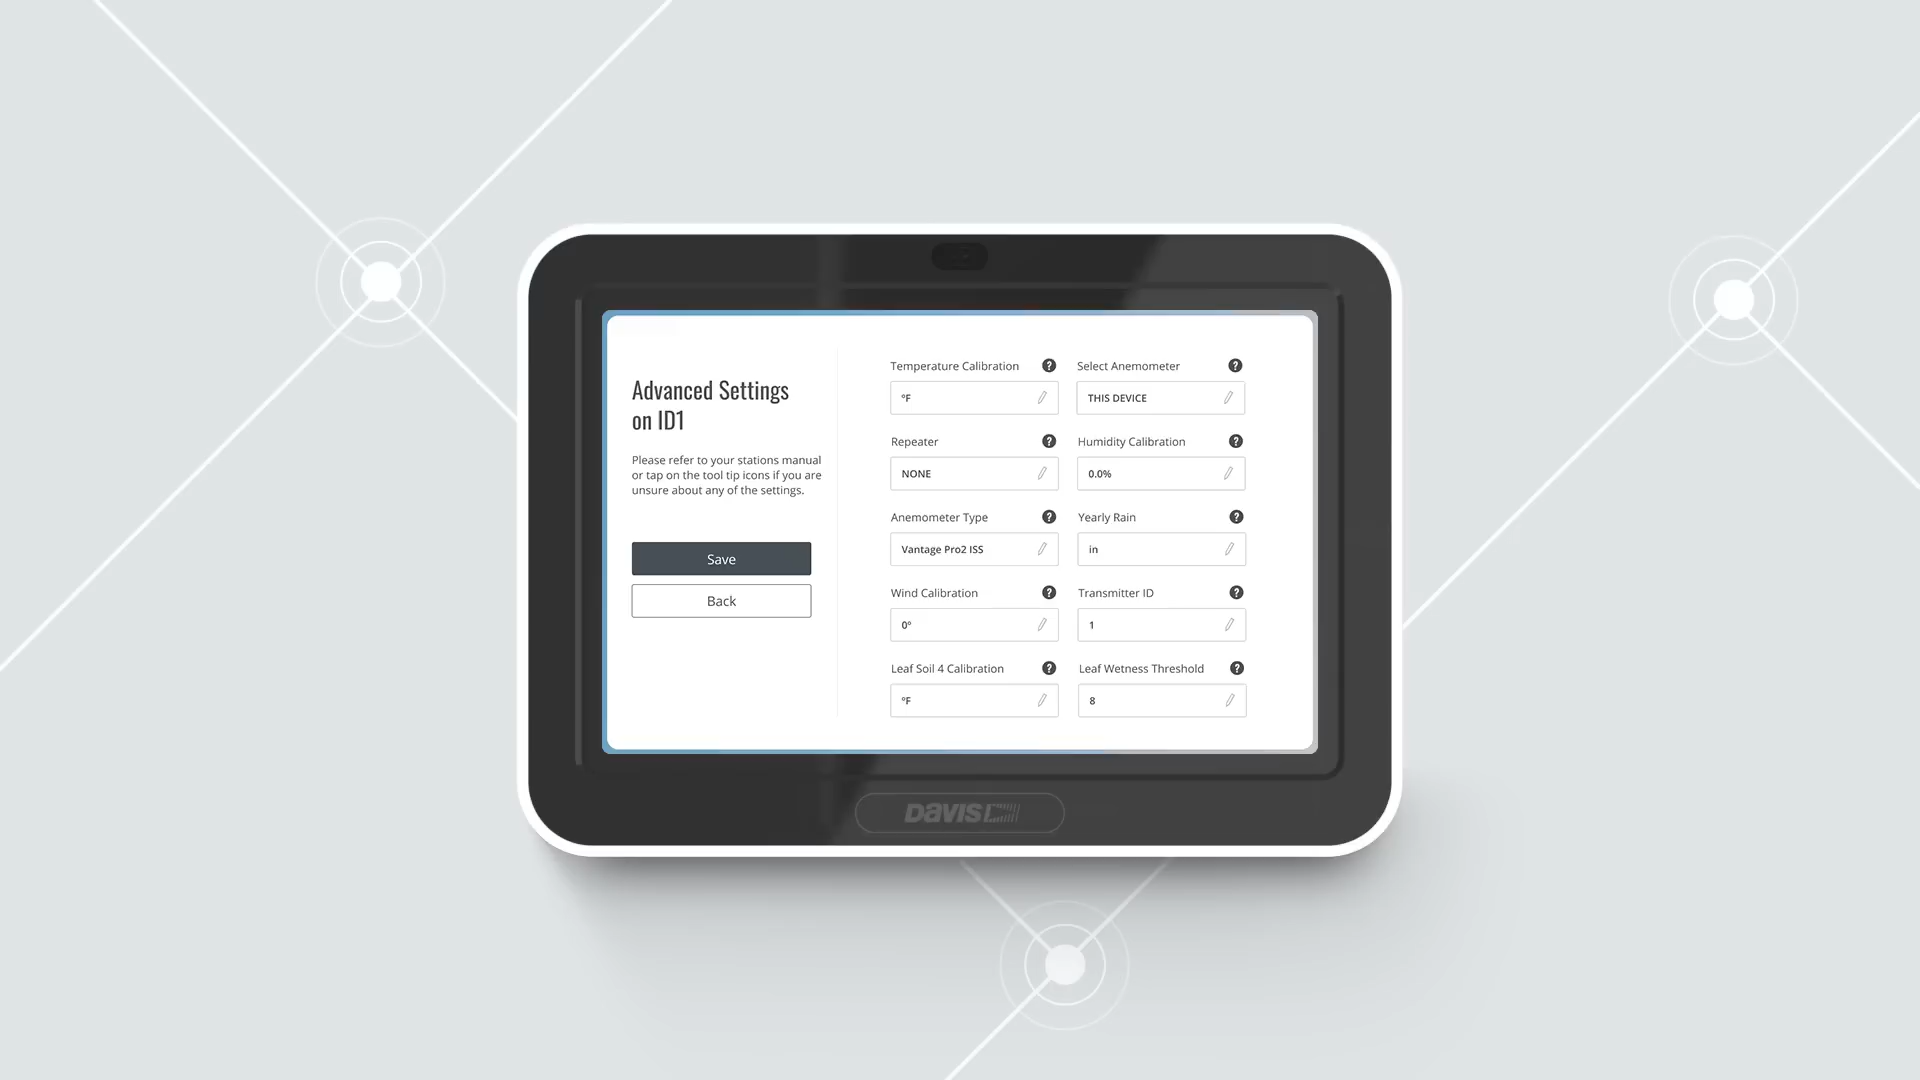 Advanced Settings
on ID1
Please refer to your stations manual
or tap on the tool tip icons if you are
unsure about any of the settings.
Save
Back
Temperature Calibration ?
Select Anemometer ?
ºF
THIS DEVICE
Repeater ?
Humidity Calibration ?
NONE
0.0%
Anemometer Type ?
Yearly Rain ?
Vantage Pro2 ISS
in
Wind Calibration ?
Transmitter ID ?
0º
1
Leaf Soil 4 Calibration ?
Leaf Wetness Threshold ?
ºF
8
DAVIS